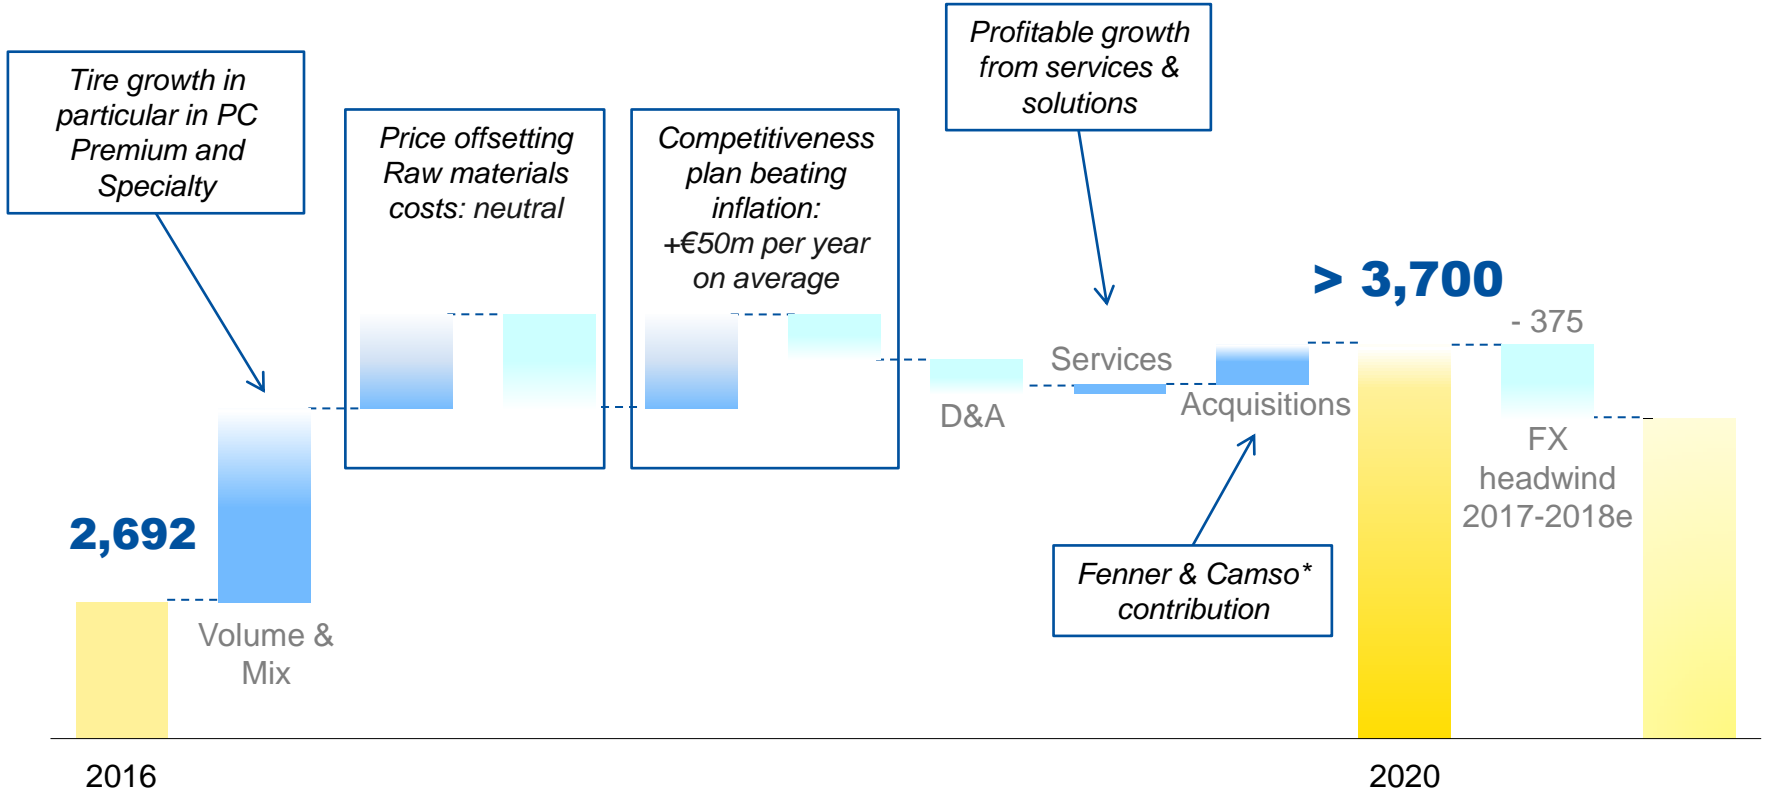 Tire growth in
particular in PC
Premium and
Specialty
Price offsetting
Raw materials
costs: neutral
Competitiveness
plan beating
inflation:
+€50m per year
on average
Profitable growth
from services &
solutions
> 3,700
- 375
Services
Acquisitions
D&A
FX
headwind
2017-2018e
2,692
Volume &
Mix
Fenner & Camso*
contribution
2016
2020